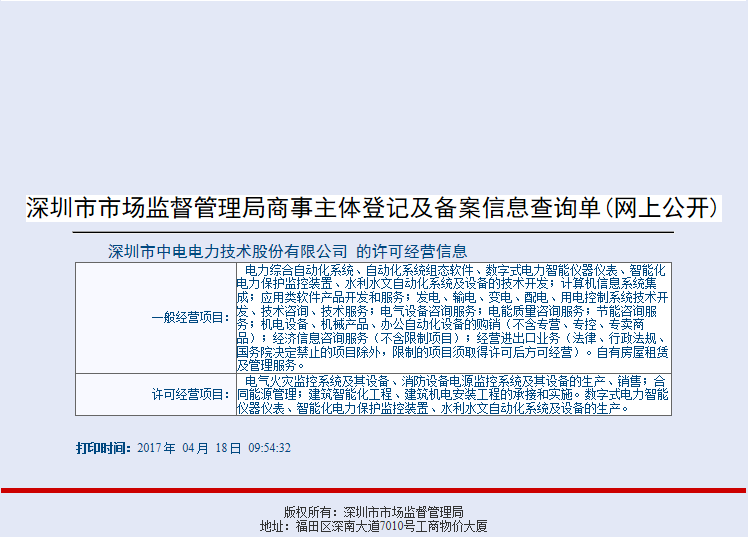 深圳市市场监督管理局商事主体登记及备案信息查询单(网上公开)
深圳市中电电力技术股份有限公司 的许可经营信息
一般经营项目：
电力综合自动化系统、自动化系统组态软件、数字式电力智能仪器仪表、智能化
电力保护监控装置、水利水文自动化系统及设备的技术开发；计算机信息系统集
成；应用类软件产品开发和服务；发电、输电、变电、配电、用电控制系统技术开
发、技术咨询、技术服务；电气设备咨询服务；电能质量咨询服务；节能咨询服
务；机电设备、机械产品、办公自动化设备的购销（不含专营、专控、专卖商
品）；经济信息咨询服务（不含限制项目）；经营进出口业务（法律、行政法规、
国务院决定禁止的项目除外，限制的项目须取得许可后方可经营）。自有房屋租赁
及管理服务。
许可经营项目：
电气火灾监控系统及其设备、消防设备电源监控系统及其设备的生产、销售；合
同能源管理；建筑智能化工程、建筑机电安装工程的承接和实施。数字式电力智能
仪器仪表、智能化电力保护监控装置、水利水文自动化系统及设备的生产。
打印时间：2017年 04月 18日 09:54:32
版权所有：深圳市市场监督管理局
地址：福田区深南大道7010号工商物价大厦